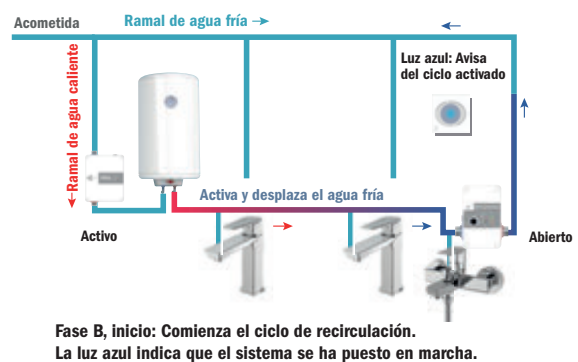 Acometida
Ramal de agua fría →
Luz azul: Avisa
del ciclo activado
←Ramal de agua caliente
Activa y desplaza el agua fría
Activo
Abierto
Fase B, inicio: Comienza el ciclo de recirculación.
La luz azul indica que el sistema se ha puesto en marcha.